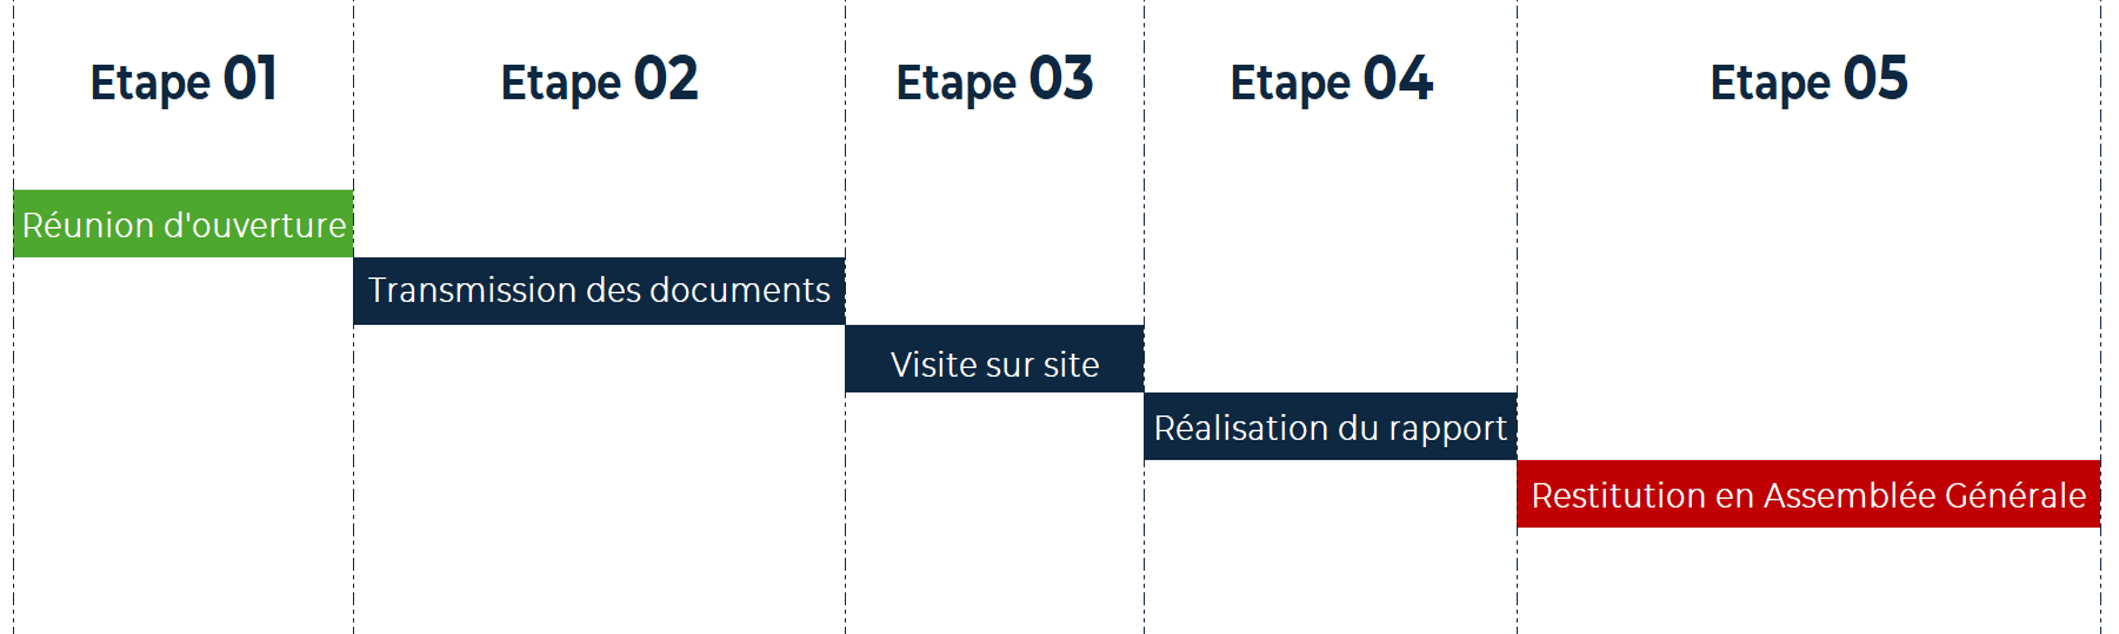 Etape 01
Etape 02
Etape 03
Etape 04
Etape 05
Réunion d'ouverture
Transmission des documents
Visite sur site
Réalisation du rapport
Restitution en Assemblée Générale